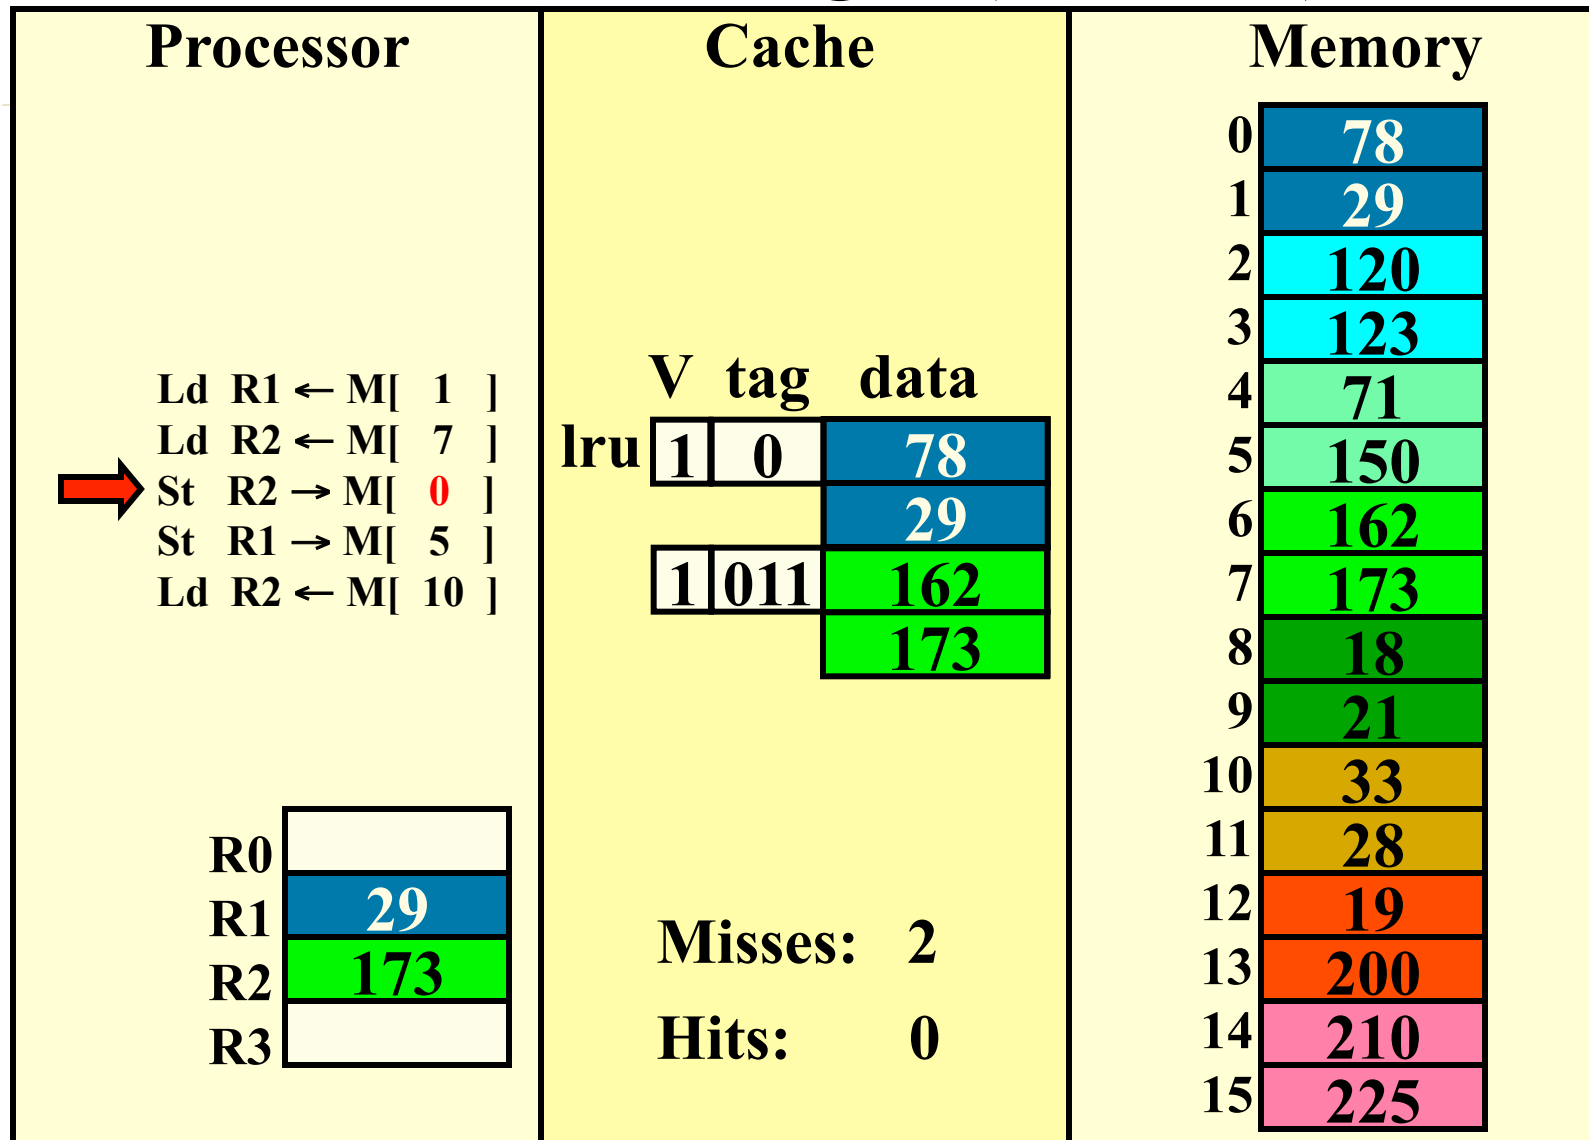 Processor
Ld R1 ← M[ 1 ]
Ld R2 ← M[ 7 ]
St R2 → M[ 0 ]
St R1 → M[ 5 ]
Ld R2 ← M[ 10 ]
R0
R1 29
R2 173
R3
Cache
V tag data
lru 1 0 78
29
1 011 162
173
Misses: 2
Hits: 0
Memory
0 78
1 29
2 120
3 123
4 71
5 150
6 162
7 173
8 18
9 21
10 33
11 28
12 19
13 200
14 210
15 225